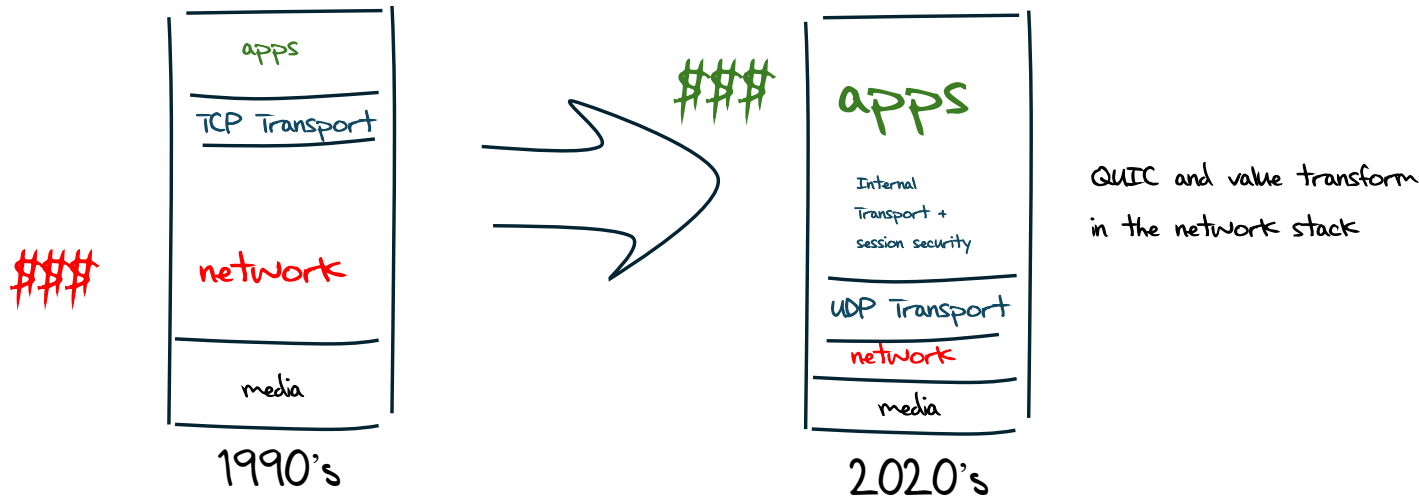 apps
TCP Transport
$$$
network
media
1990's
$$$
apps
Internal
Transport +
session security
UDP Transport
network
media
2020's
QUIC and value transform
in the network stack